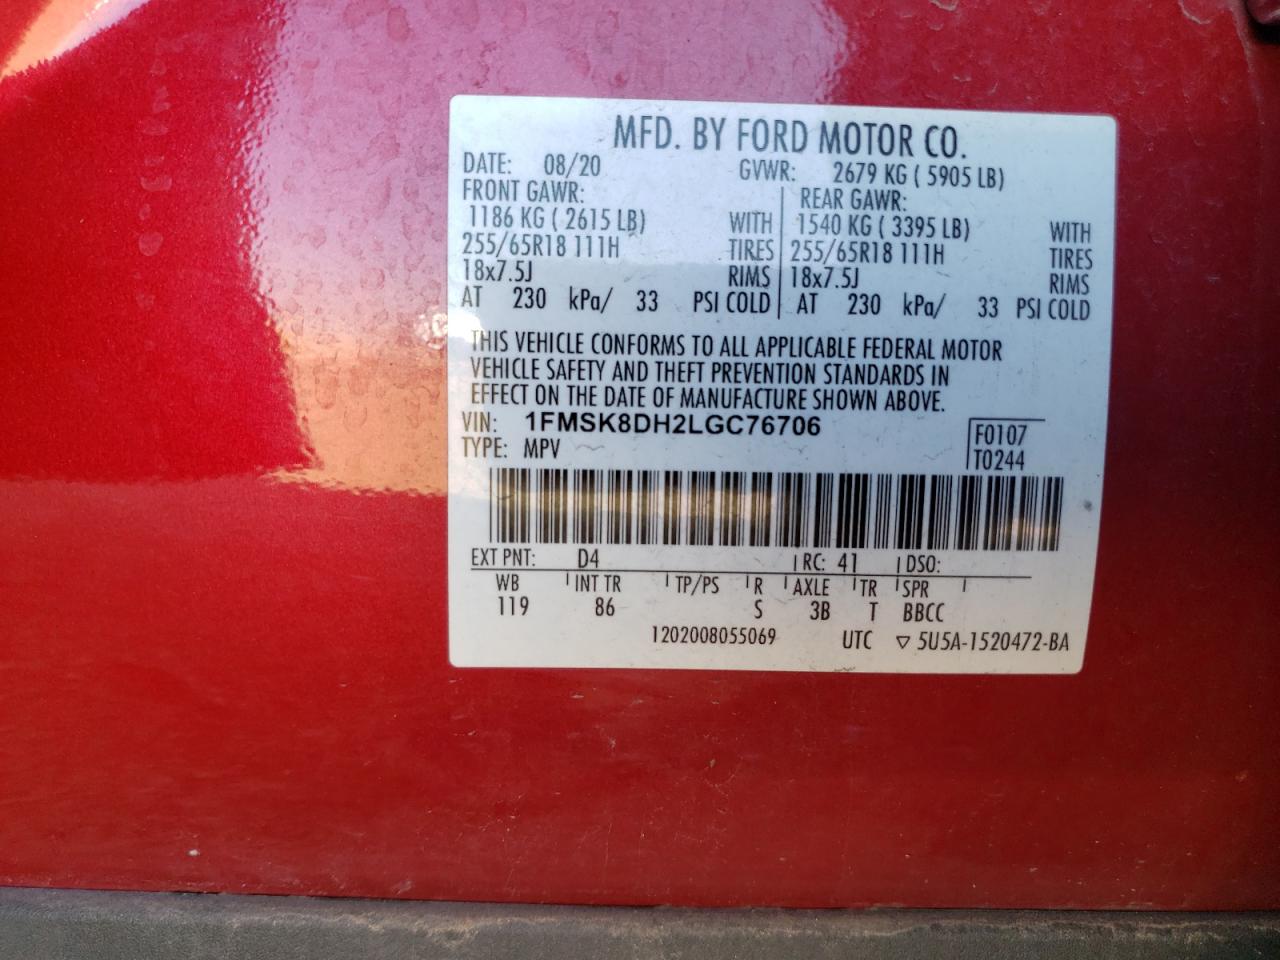 MFD. BY FORD MOTOR CO.
DATE: 08/20 GVWR: 2679 KG ( 5905 LB)
FRONT GAWR: REAR GAWR:
1186 KG ( 2615 LB) WITH 1540 KG ( 3395 LB) WITH
255/65R18 111H TIRES 255/65R18 111H TIRES
18x7.5J RIMS 18x7.5J RIMS
AT 230 kPa/ 33 PSI COLD AT 230 kPa/ 33 PSI COLD
THIS VEHICLE CONFORMS TO ALL APPLICABLE FEDERAL MOTOR
VEHICLE SAFETY AND THEFT PREVENTION STANDARDS IN
EFFECT ON THE DATE OF MANUFACTURE SHOWN ABOVE.
VIN: 1FMSK8DH2LGC76706 F0107
TYPE: MPV T0244
EXT PNT: D4 RC: 41 DSO:
WB INT TR TP/PS R AXLE TR SPR
119 86 S 3B T BBCC
1202008055069 UTC ▽ 5U5A-1520472-BA